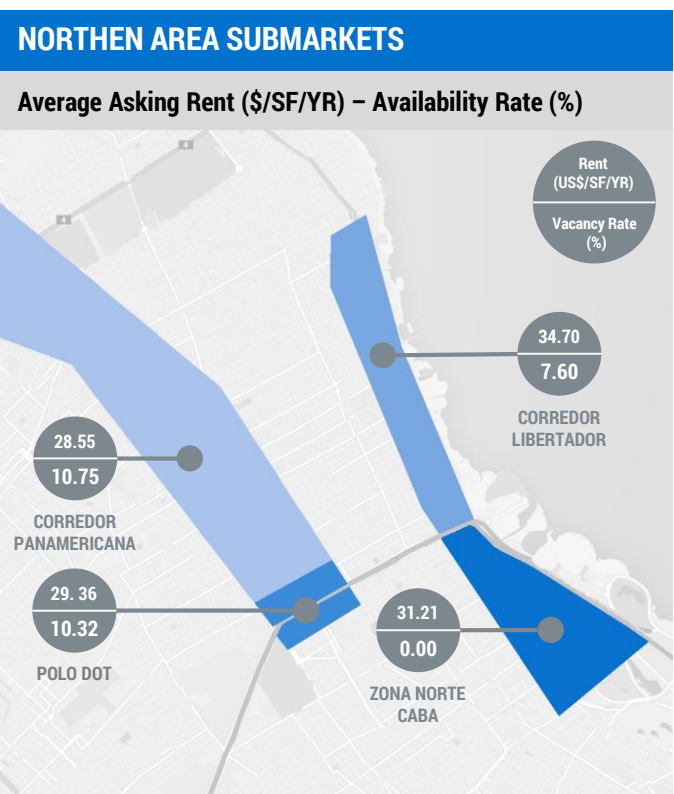 NORTHEN AREA SUBMARKETS
Average Asking Rent ($/SF/YR) – Availability Rate (%)
4
4
Rent
(US$/SF/YR)
Vacancy Rate
(%)
34.70
7.60
CORREDOR
LIBERTADOR
28.55
10.75
CORREDOR
PANAMERICANA
29. 36
10.32
POLO DOT
31.21
0.00
ZONA NORTE
CABA